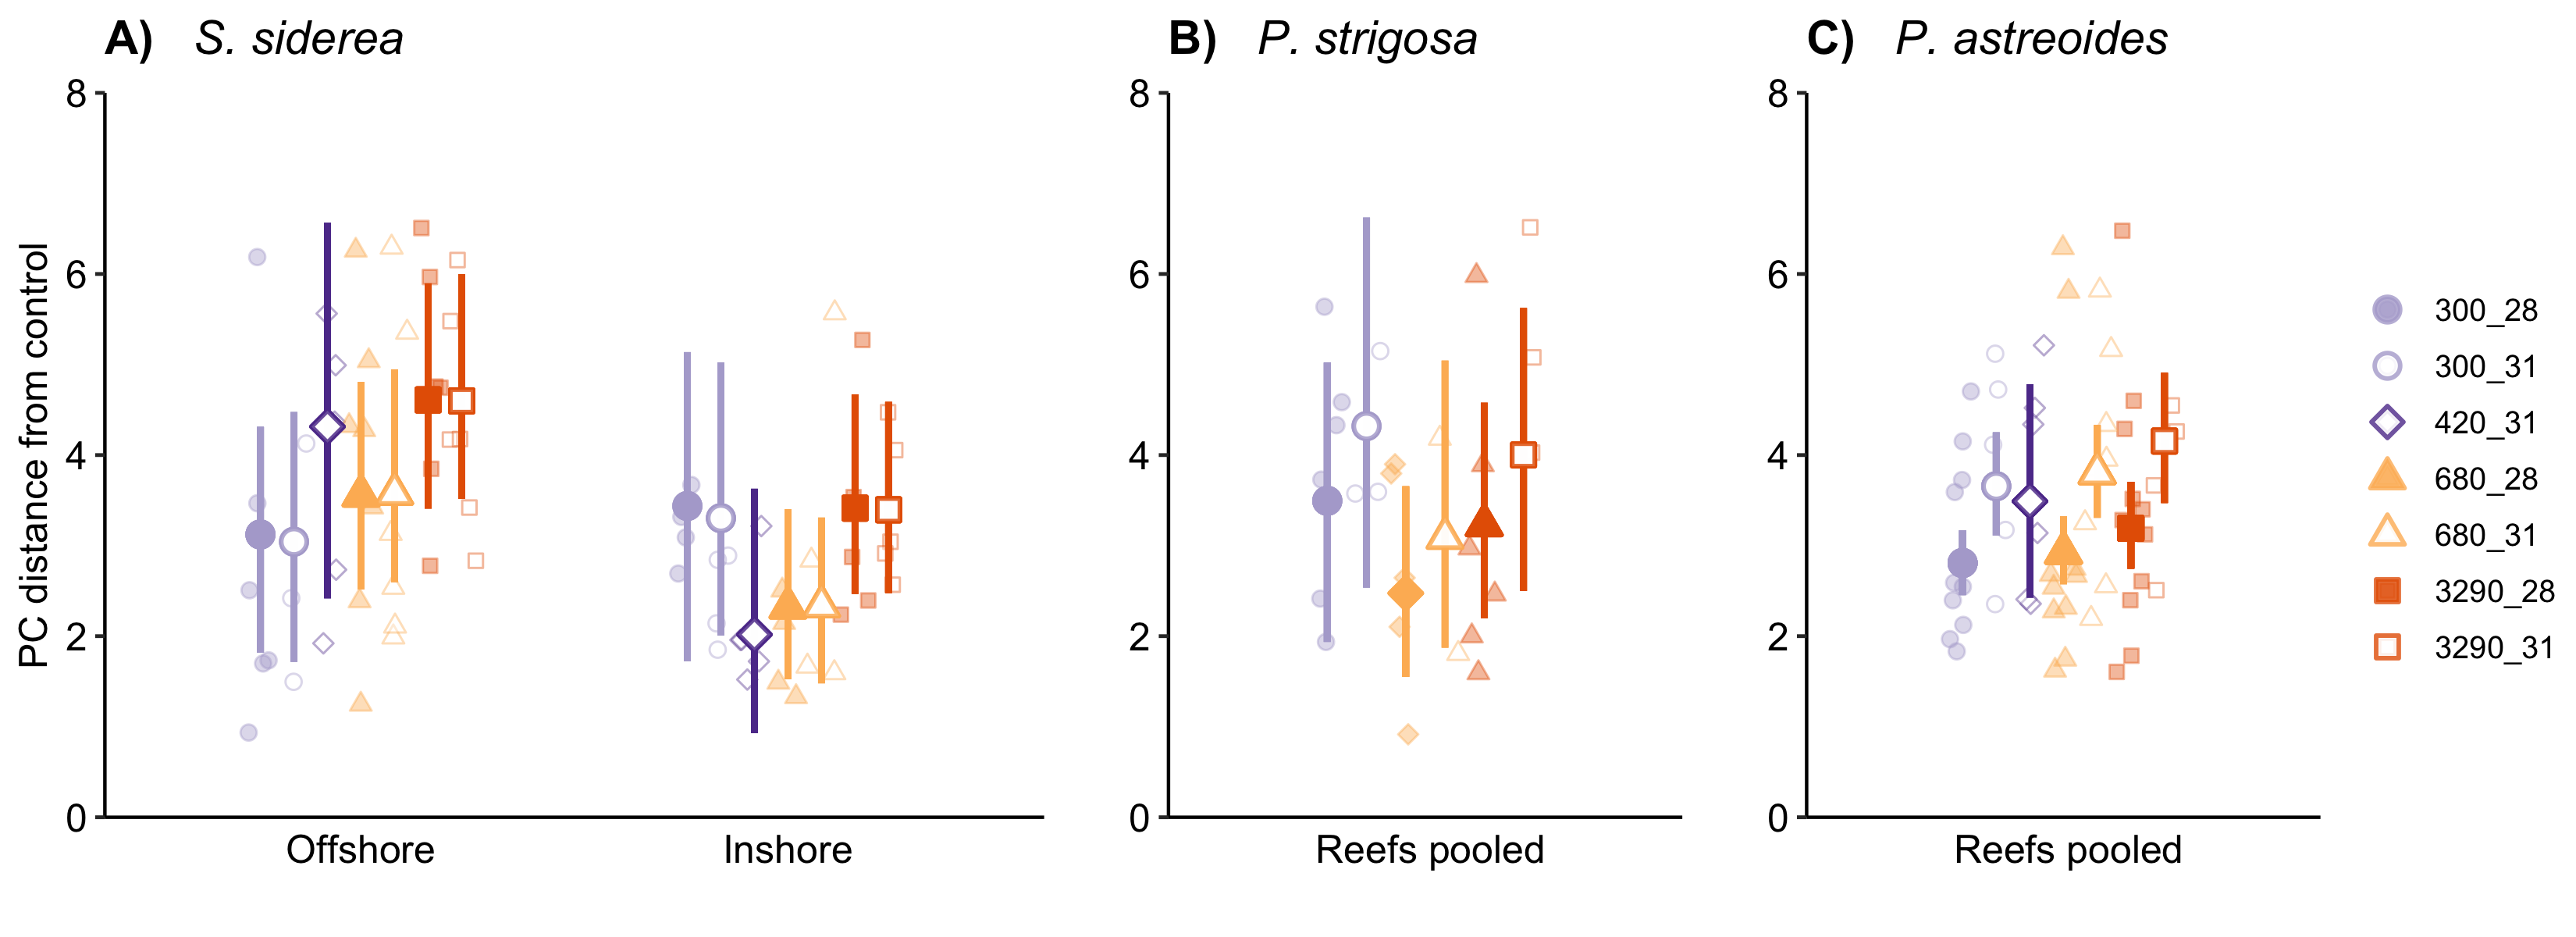 A) S. siderea
B) P. strigosa
C) P. astreoides
PC distance from control
8
6
4
2
0
Offshore
Inshore
8
6
4
2
0
Reefs pooled
8
6
4
2
0
Reefs pooled
300_28
300_31
420_31
680_28
680_31
3290_28
3290_31